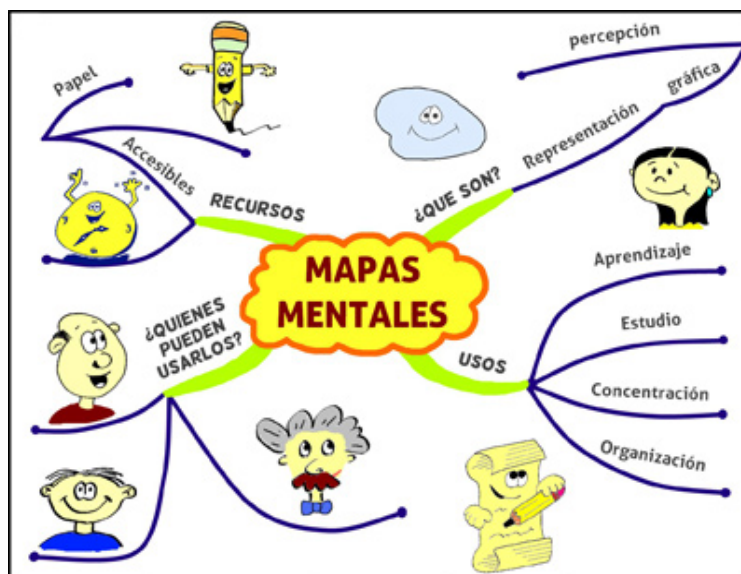 MAPAS
MENTALES
¿QUE SON?
Representación
gráfica
percepción
USOS
Aprendizaje
Estudio
Concentración
Organización
¿QUIENES
PUEDEN
USARLOS?
RECURSOS
Accesibles
Papel